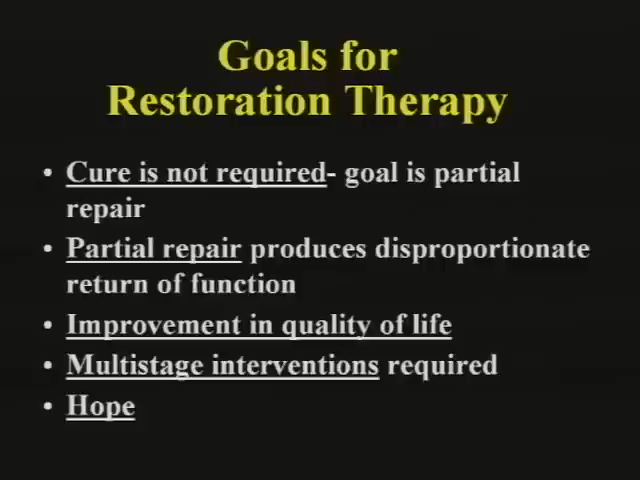 Goals for
Restoration Therapy
• Cure is not required- goal is partial
repair
• Partial repair produces disproportionate
return of function
• Improvement in quality of life
• Multistage interventions required
• Hope